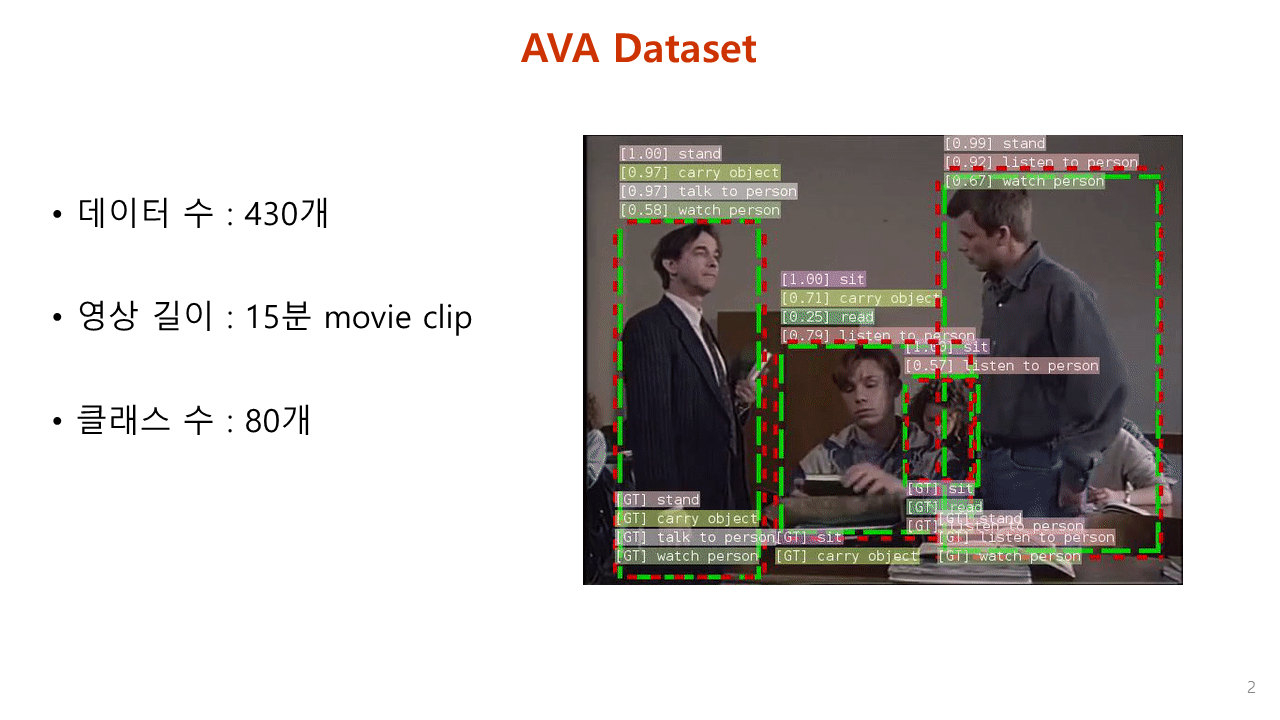 AVA Dataset
• 데이터 수 : 430개
• 영상 길이 : 15분 movie clip
• 클래스 수 : 80개
[1.00] stand
[0.97] carry object
[0.97] talk to person
[0.58] watch person
[0.99] stand
[0.92] listen to person
[0.67] watch person
[1.00] sit
[0.71] carry object
[0.25] read
[0.79] listen to person
[1.00] sit
[0.57] listen to person
[GT] stand
[GT] carry object
[GT] talk to person
[GT] watch person
[GT] sit
[GT] carry object
[GT] sit
[GT] read
[GT] listen to person
[GT] stand
[GT] listen to person
[GT] watch person
2